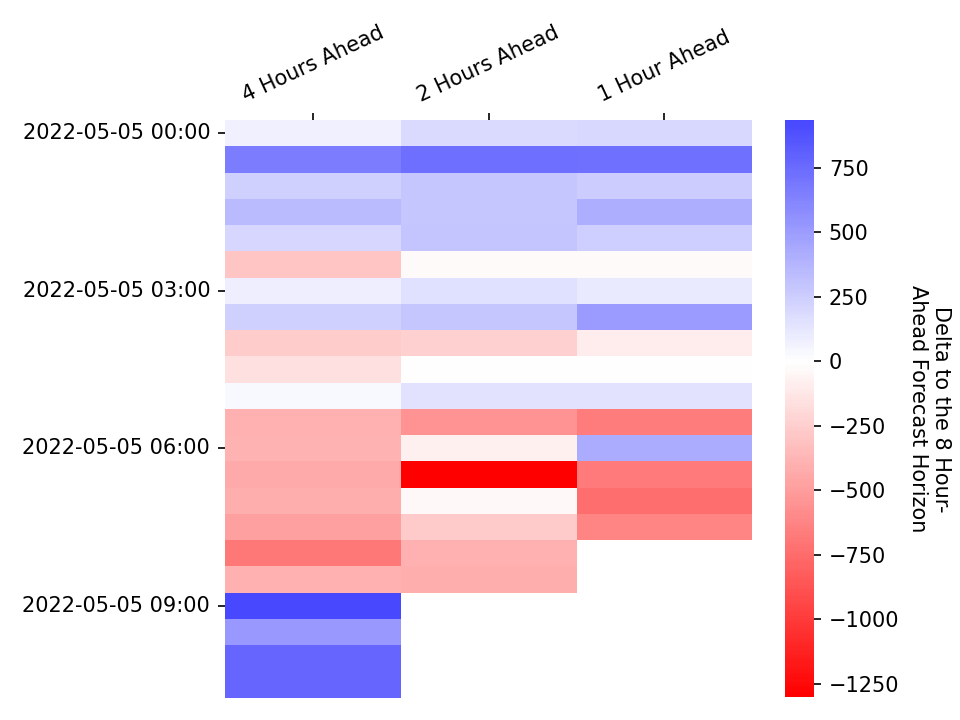 4 Hours Ahead
2 Hours Ahead
1 Hour Ahead
2022-05-05 00:00
2022-05-05 03:00
2022-05-05 06:00
2022-05-05 09:00
750
500
250
0
−250
−500
−750
−1000
−1250
Delta to the 8 Hour-
Ahead Forecast Horizon